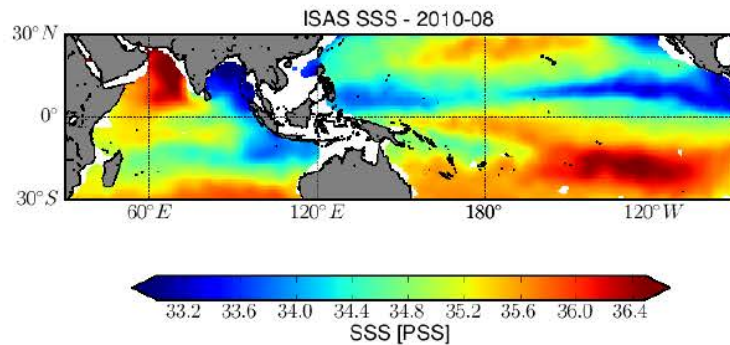 ISAS SSS - 2010-08
30°N
0°
30°S
60°E 120°E 180° 120°W
33.2 33.6 34.0 34.4 34.8 35.2 35.6 36.0 36.4
SSS [PSS]